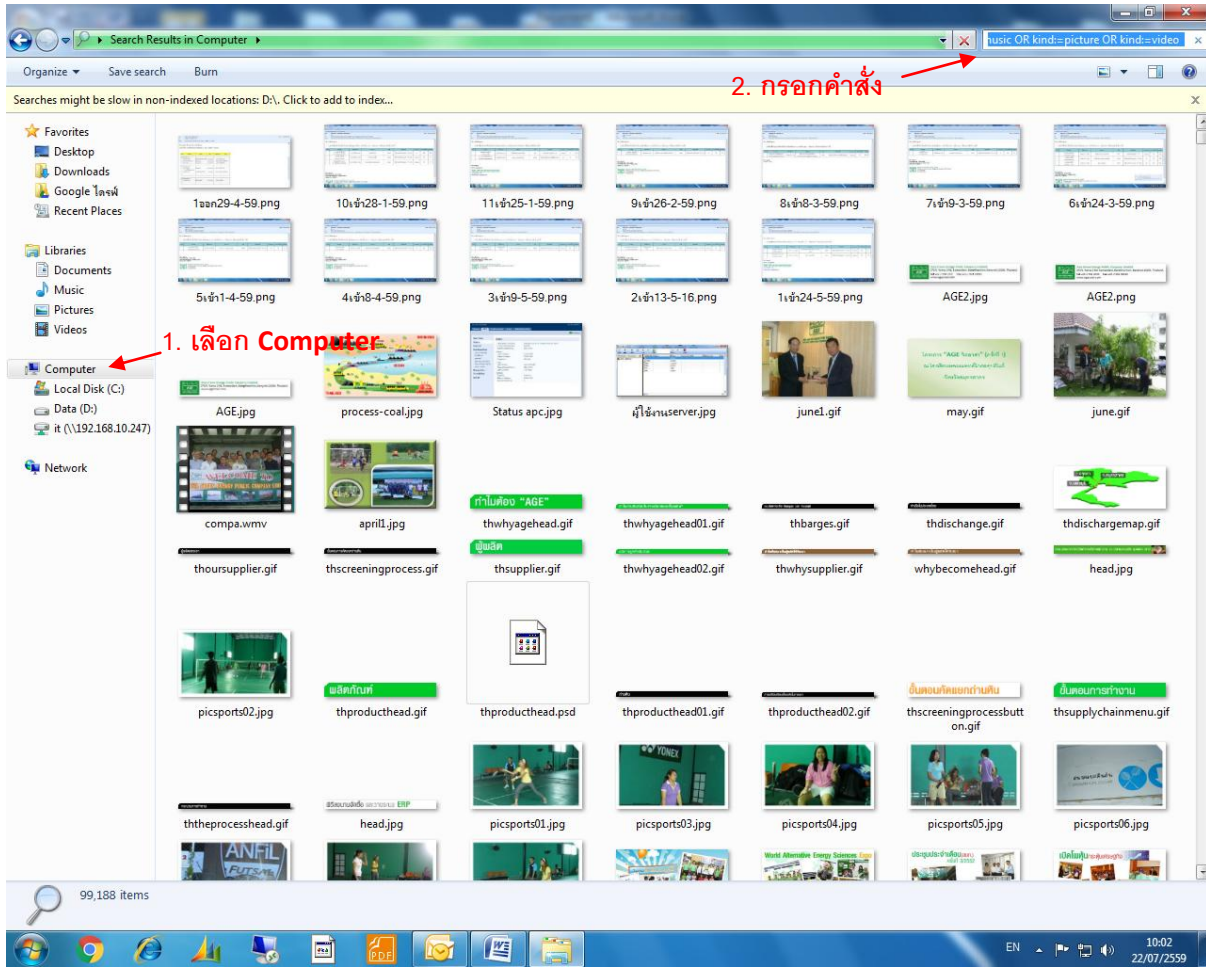 Search Results in Computer
music OR kind:=picture OR kind:=video
Organize
Save search
Burn
2. กรอกคำสั่ง
Searches might be slow in non-indexed locations: D:\. Click to add to index...
Favorites
Desktop
Downloads
Google ไดรฟ์
Recent Places
Libraries
Documents
Music
Pictures
Videos
1. เลือก Computer
Computer
Local Disk (C:)
Data (D:)
it (\\192.168.10.247)
Network
1ออก29-4-59.png
10เข้า28-1-59.png
11เข้า25-1-59.png
9เข้า26-2-59.png
8เข้า8-3-59.png
7เข้า9-3-59.png
6เข้า24-3-59.png
5เข้า1-4-59.png
4เข้า8-4-59.png
3เข้า9-5-59.png
2เข้า13-5-16.png
1เข้า24-5-59.png
AGE2.jpg
AGE2.png
AGE.jpg
process-coal.jpg
Status apc.jpg
ผู้ใช้งานserver.jpg
june1.gif
may.gif
june.gif
ทำไมต้อง "AGE"
compa.wmv
april1.jpg
thwhyagehead.gif
thwhyagehead01.gif
thbarges.gif
thdischange.gif
thdischargemap.gif
ผู้ผลิต
thoursupplier.gif
thscreeningprocess.gif
thsupplier.gif
thwhyagehead02.gif
thwhysupplier.gif
whybecomehead.gif
head.jpg
ผลิตภัณฑ์
ขั้นตอนคัดแยกถ่านหิน
ขั้นตอนการทำงาน
picsports02.jpg
thproducthead.gif
thproducthead.psd
thproducthead01.gif
thproducthead02.gif
thscreeningprocessbutt
on.gif
thsupplychainmenu.gif
YONEX
ERP
ththeprocesshead.gif
head.jpg
picsports01.jpg
picsports03.jpg
picsports04.jpg
picsports05.jpg
picsports06.jpg
ANFIL
FUTSAL
World Alternative Energy Sciences Expo
99,188 items
EN
10:02
22/07/2559